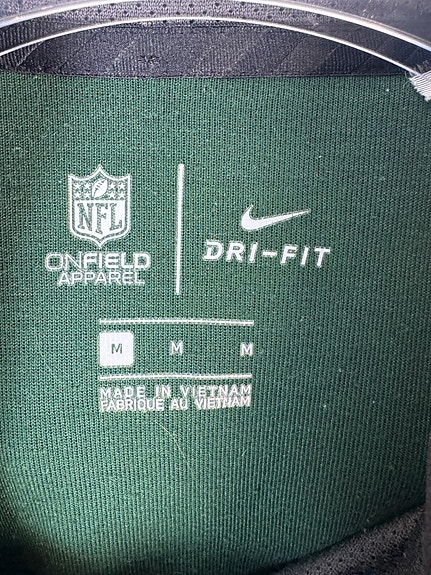 NFL
ONFIELD
APPAREL
DRI-FIT
M M M
MADE IN VIETNAM
FABRIQUE AU VIETNAM